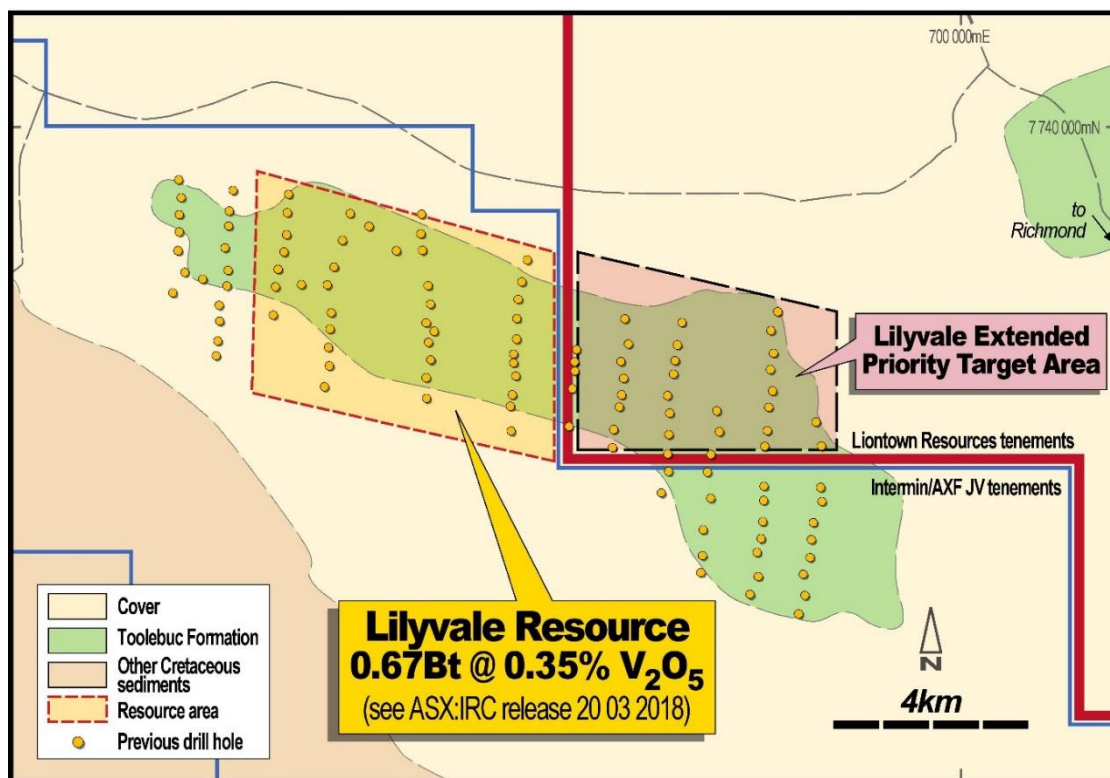 700 000mE
7 740 000mN
to
Richmond
Lilyvale Extended
Priority Target Area
Liontown Resources tenements
Intermin/AXF JV tenements
Lilyvale Resource
0.67Bt @ 0.35% V₂O₅
(see ASX:IRC release 20 03 2018)
Cover
Toolebuc Formation
Other Cretaceous
sediments
Resource area
Previous drill hole
N
4km